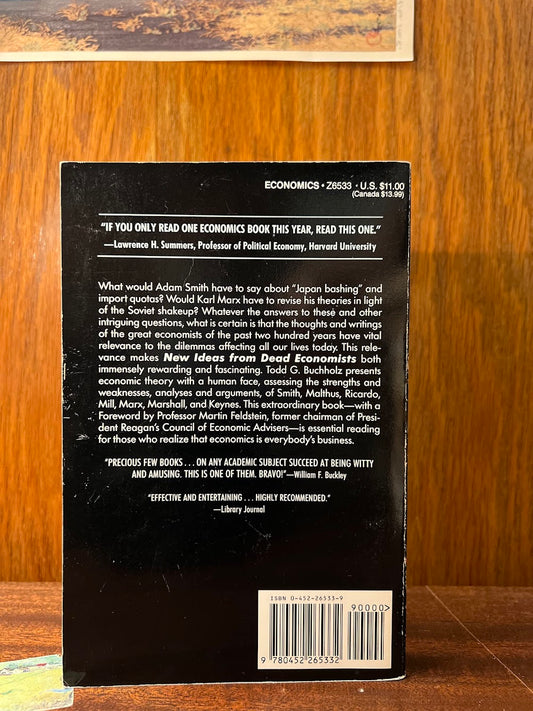 ECONOMICS • Z6533 • U.S. $11.00
(Canada $13.99)
“IF YOU ONLY READ ONE ECONOMICS BOOK THIS YEAR, READ THIS ONE.”
—Lawrence H. Summers, Professor of Political Economy, Harvard University
What would Adam Smith have to say about “Japan bashing” and
import quotas? Would Karl Marx have to revise his theories in light
of the Soviet shakeup? Whatever the answers to these and other
intriguing questions, what is certain is that the thoughts and writings
of the great economists of the past two hundred years have vital
relevance to the dilemmas affecting all our lives today. This rele-
vance makes New Ideas from Dead Economists both
immensely rewarding and fascinating. Todd G. Buchholz presents
economic theory with a human face, assessing the strengths and
weaknesses, analyses and arguments, of Smith, Malthus, Ricardo,
Mill, Marx, Marshall, and Keynes. This extraordinary book—with a
Foreword by Professor Martin Feldstein, former chairman of Presi-
dent Reagan’s Council of Economic Advisers—is essential reading
for those who realize that economics is everybody’s business.
“PRECIOUS FEW BOOKS . . . ON ANY ACADEMIC SUBJECT SUCCEED AT BEING WITTY
AND AMUSING. THIS IS ONE OF THEM. BRAVO!”—William F. Buckley
“EFFECTIVE AND ENTERTAINING . . . HIGHLY RECOMMENDED.”
—Library Journal
ISBN 0-452-26533-9
90000>
9 780452 265332